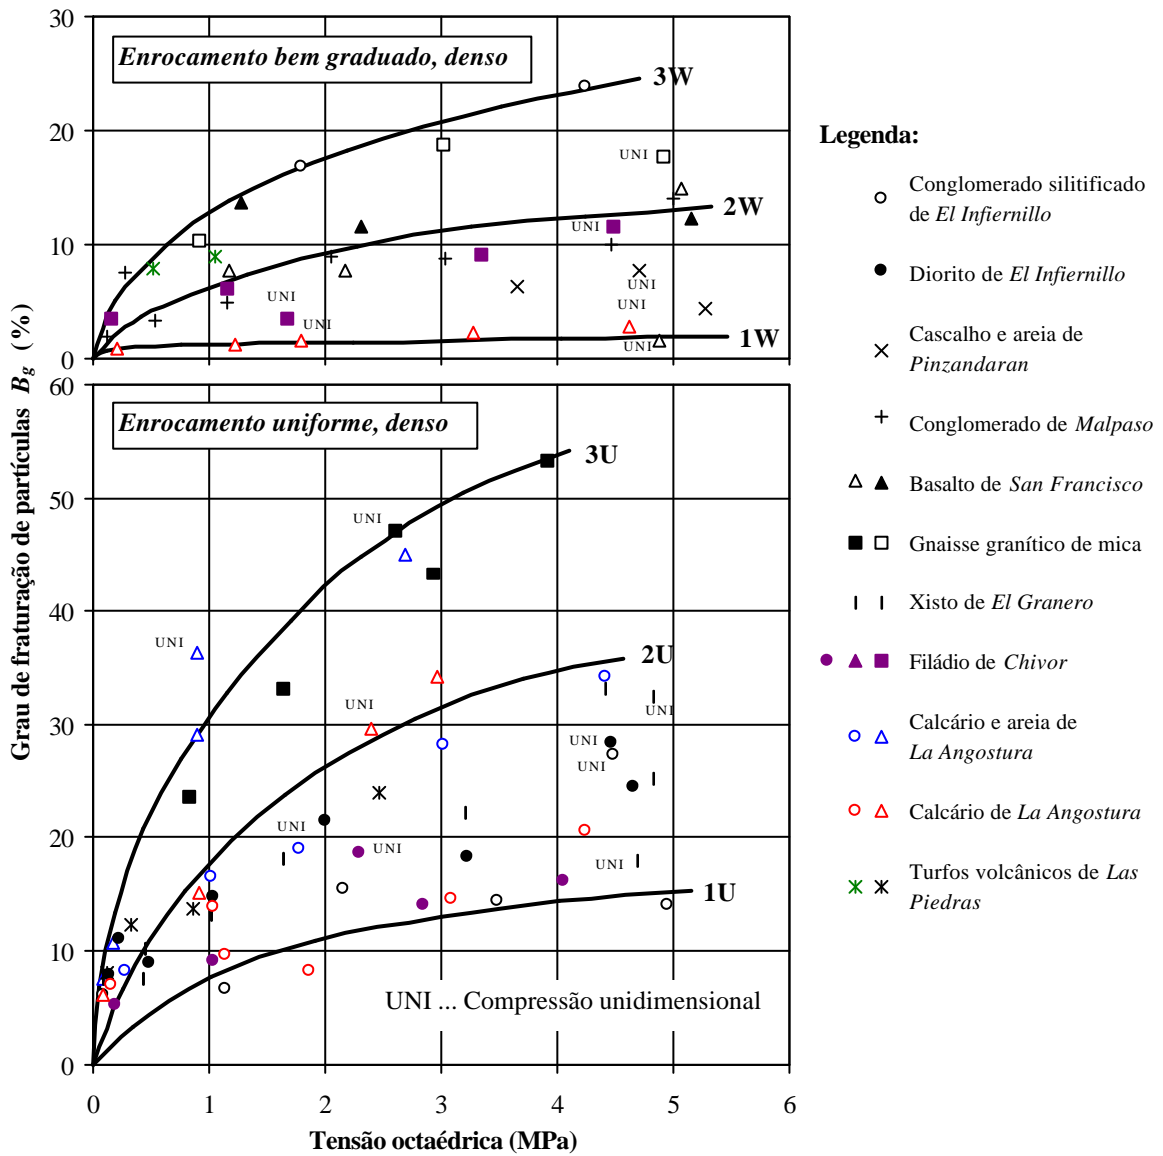 30
Enrocamento bem graduado, denso
3W
20
UNI
2W
UNI
10
UNI
UNI
UNI
UNI
UNI
1W
0
60
Enrocamento uniforme, denso
3U
50
UNI
40
UNI
2U
UNI
UNI
30
UNI
UNI
UNI
20
UNI
UNI
1U
10
UNI ... Compressão unidimensional
0
0 1 2 3 4 5 6
Tensão octaédrica (MPa)
Grau de fraturação de partículas Bg (%)
Legenda:
Conglomerado silitificado
de El Infiernillo
Diorito de El Infiernillo
Cascalho e areia de
Pinzandaran
Conglomerado de Malpaso
Basalto de San Francisco
Gnaisse granítico de mica
Xisto de El Granero
Filádio de Chivor
Calcário e areia de
La Angostura
Calcário de La Angostura
Turfos volcânicos de Las
Piedras